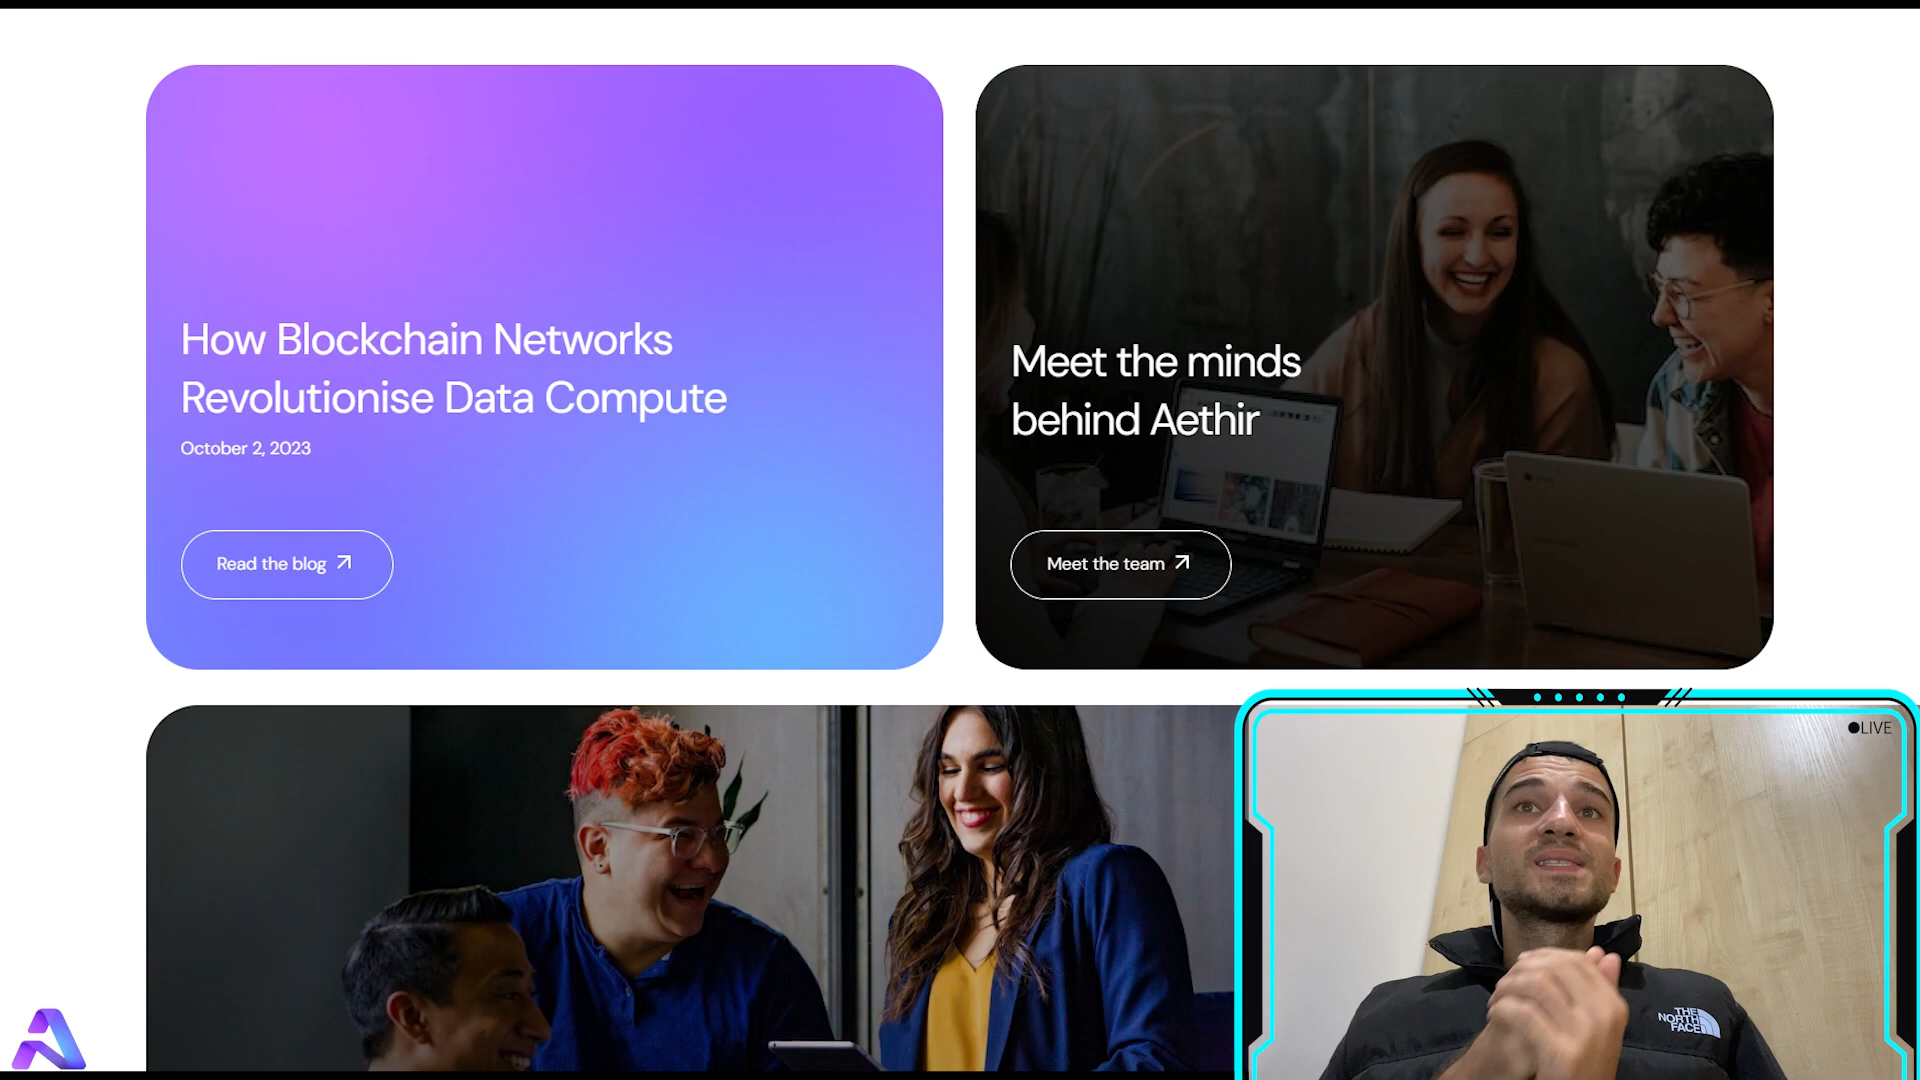 How Blockchain Networks
Revolutionise Data Compute
October 2, 2023
Read the blog
Meet the minds
behind Aethir
Meet the team
LIVE
THE
NORTH
FACE